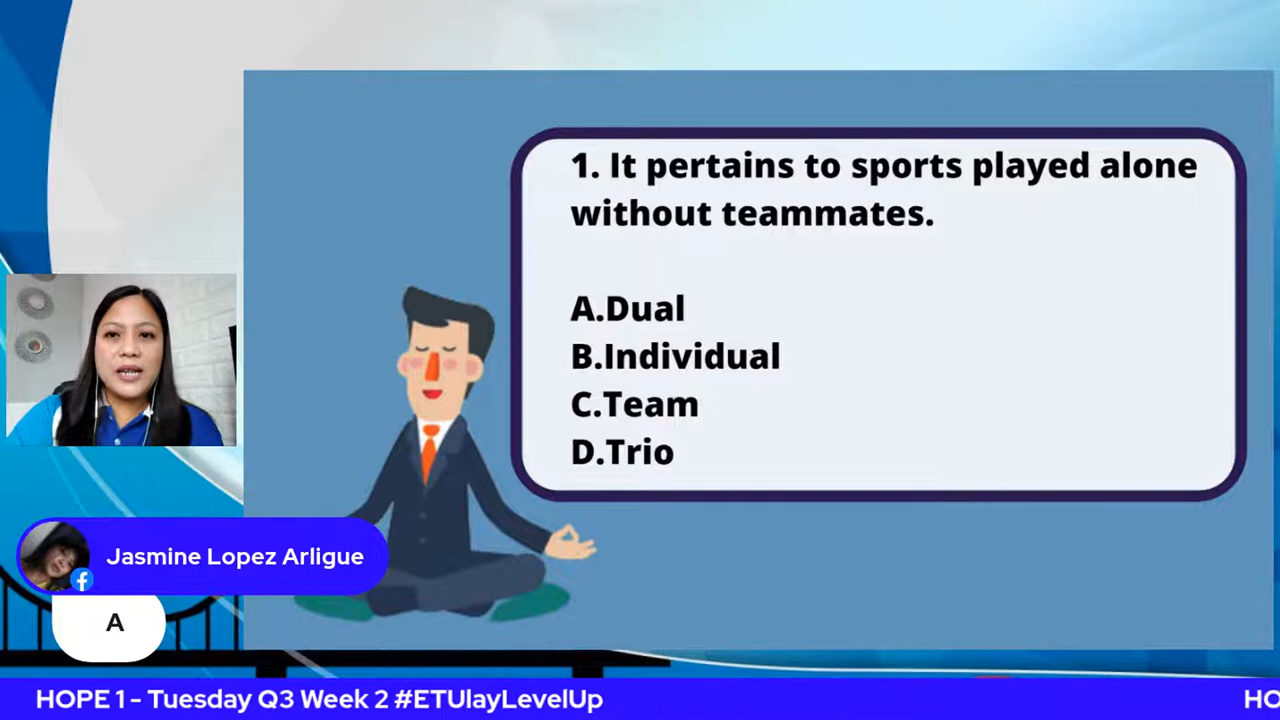 1. It pertains to sports played alone
without teammates.
A.Dual
B.Individual
C.Team
D.Trio
Jasmine Lopez Arligue
A
HOPE 1 - Tuesday Q3 Week 2 #ETUlayLevelUp
HO